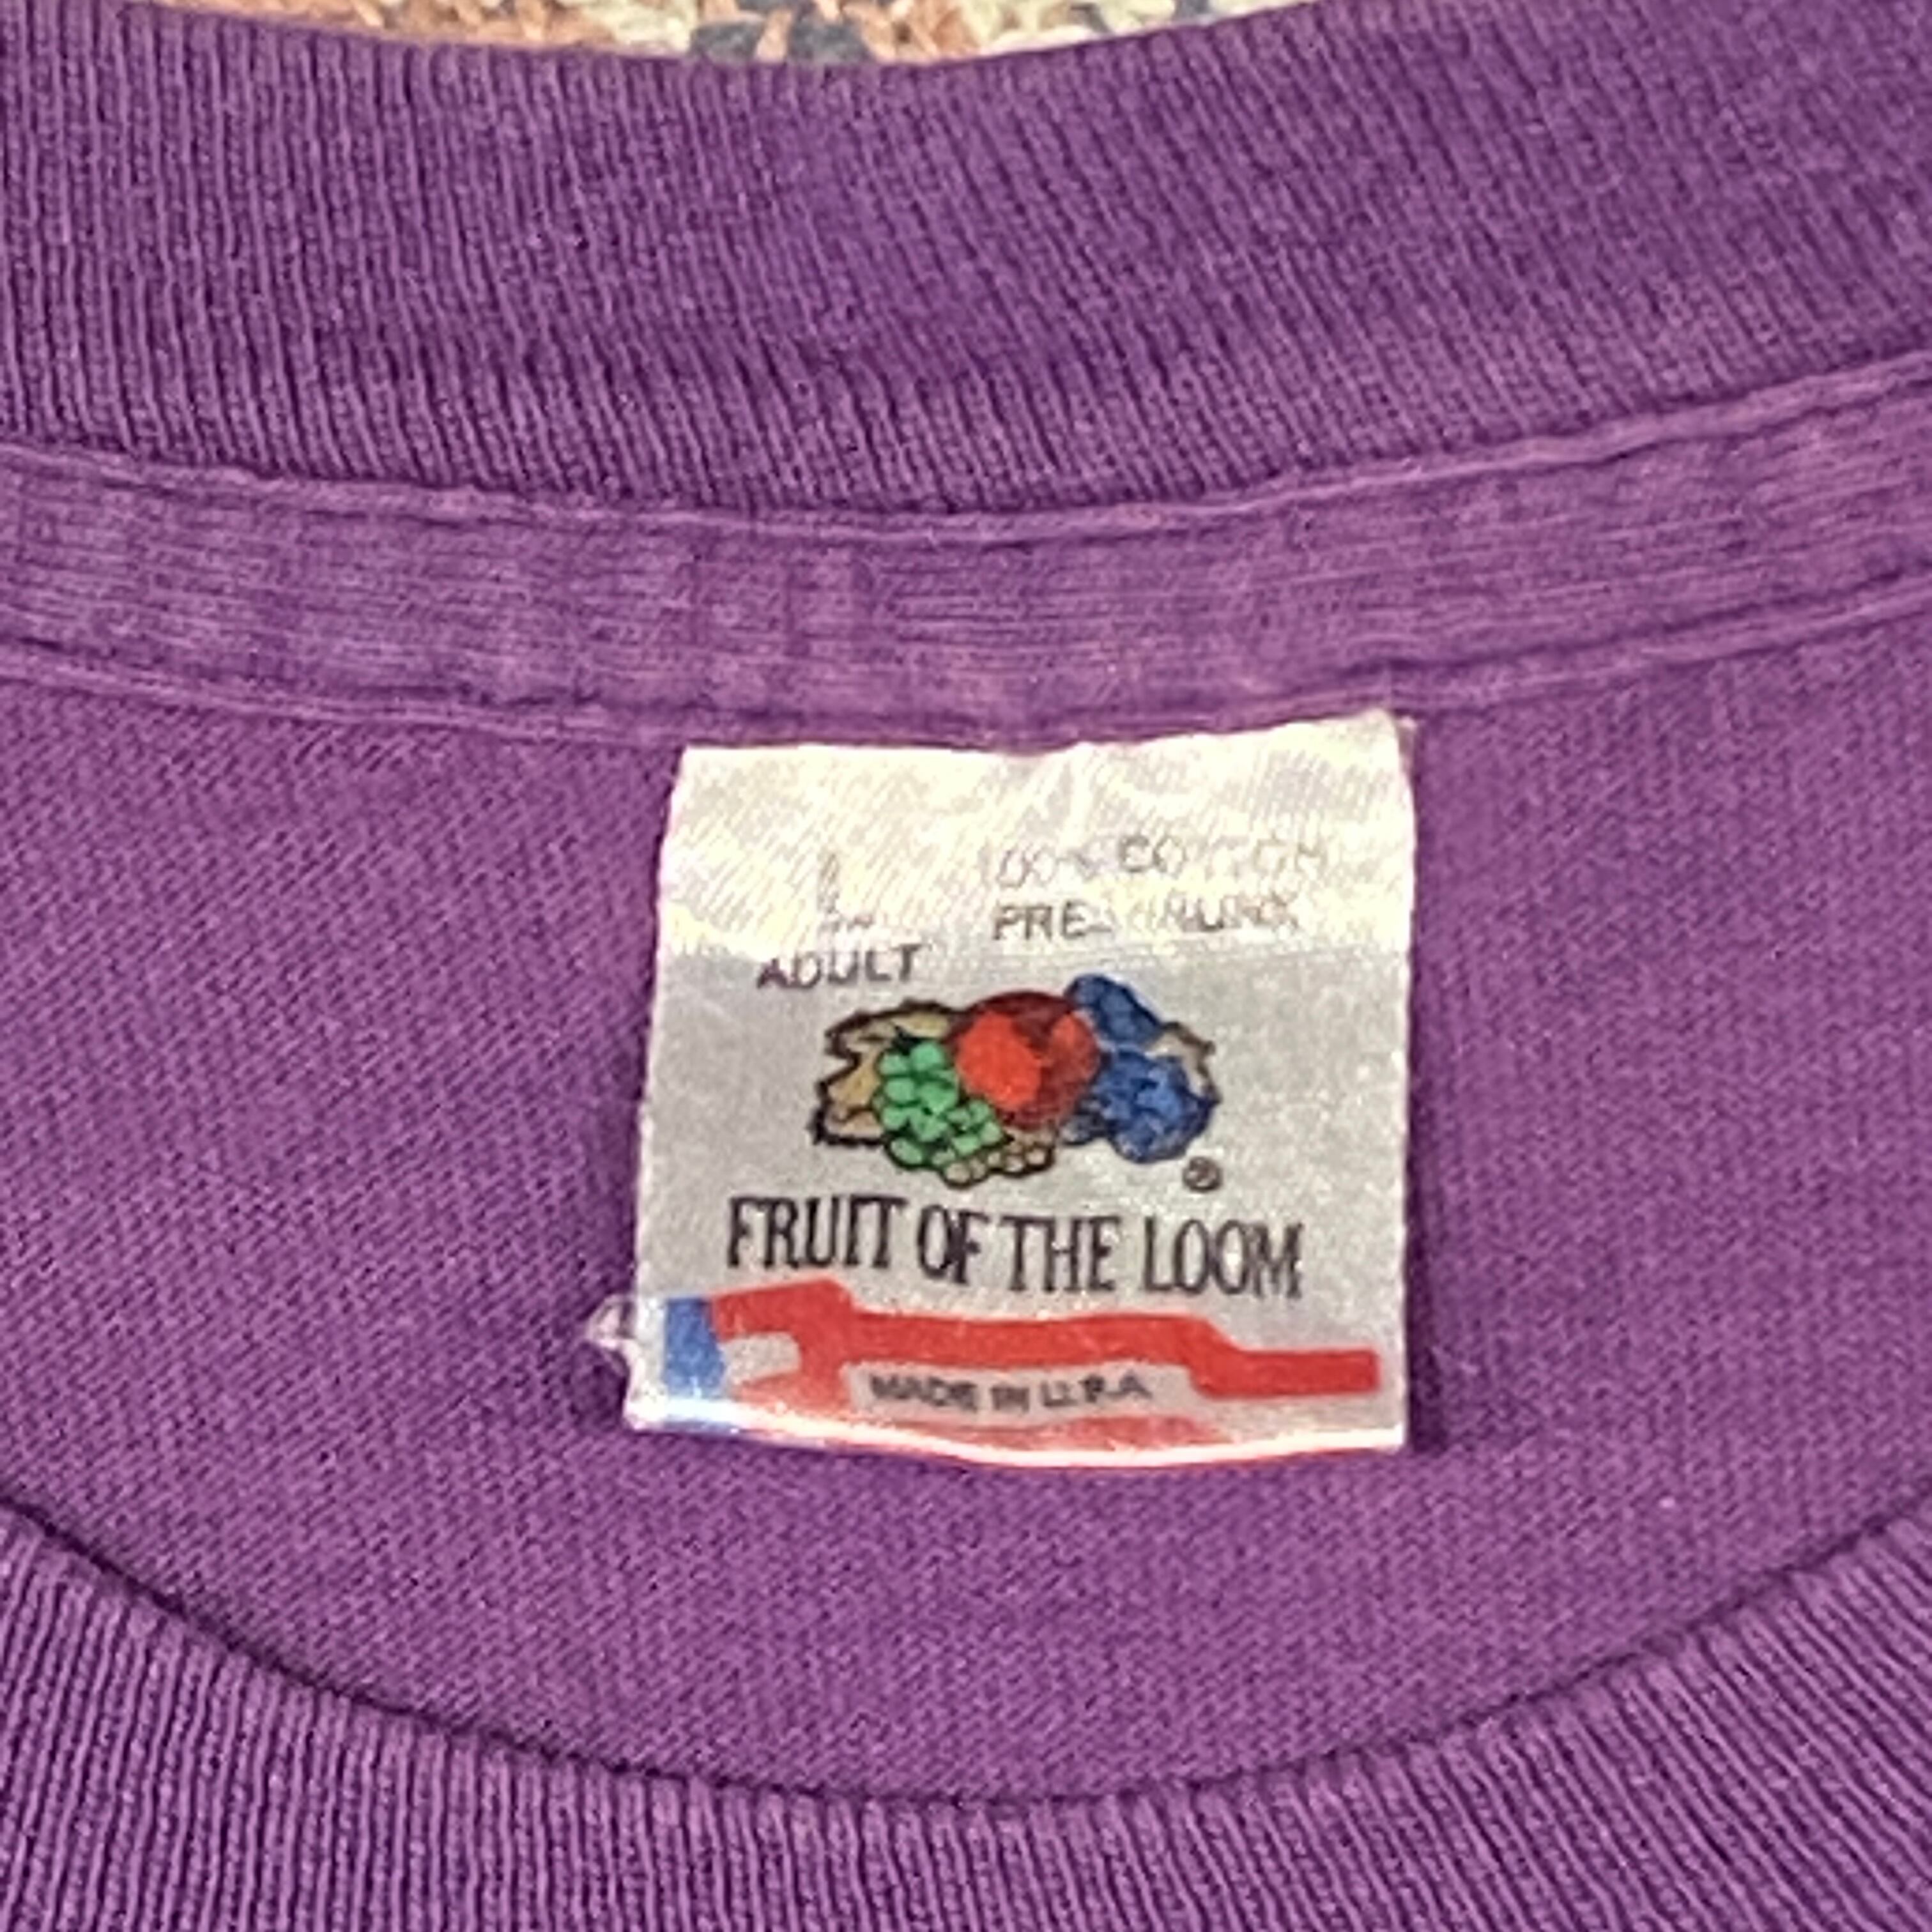 L 100% COTTON
PRE-SHRUNK
ADULT
®
FRUIT OF THE LOOM
MADE IN U.S.A.